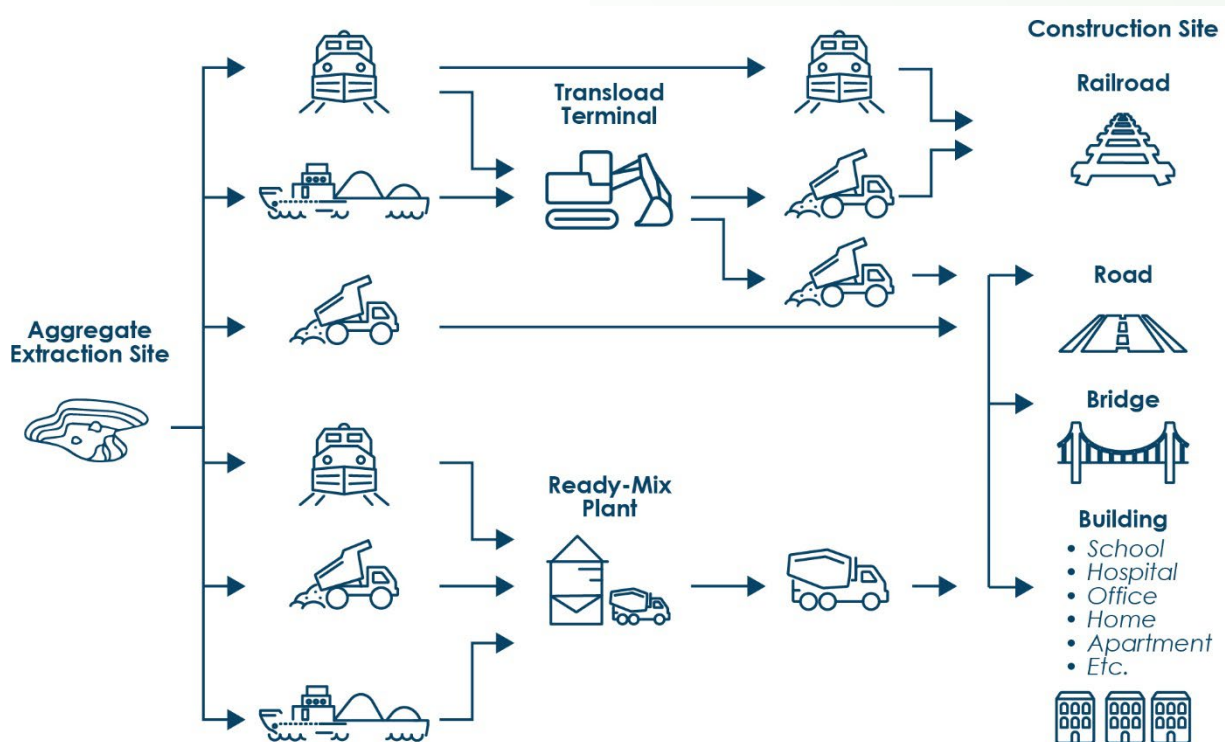 Construction Site
Railroad
Transload
Terminal
Road
Aggregate
Extraction Site
Bridge
Ready-Mix
Plant
Building
• School
• Hospital
• Office
• Home
• Apartment
• Etc.